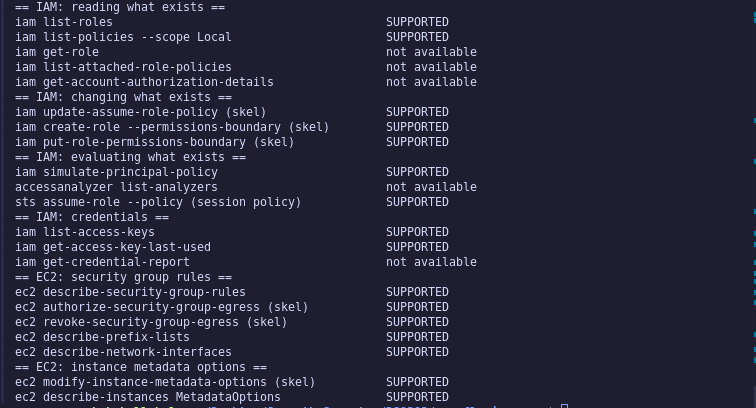 == IAM: reading what exists ==
iam list-roles SUPPORTED
iam list-policies --scope Local SUPPORTED
iam get-role not available
iam list-attached-role-policies not available
iam get-account-authorization-details not available
== IAM: changing what exists ==
iam update-assume-role-policy (skel) SUPPORTED
iam create-role --permissions-boundary (skel) SUPPORTED
iam put-role-permissions-boundary (skel) SUPPORTED
== IAM: evaluating what exists ==
iam simulate-principal-policy SUPPORTED
accessanalyzer list-analyzers not available
sts assume-role --policy (session policy) SUPPORTED
== IAM: credentials ==
iam list-access-keys SUPPORTED
iam get-access-key-last-used SUPPORTED
iam get-credential-report not available
== EC2: security group rules ==
ec2 describe-security-group-rules SUPPORTED
ec2 authorize-security-group-egress (skel) SUPPORTED
ec2 revoke-security-group-egress (skel) SUPPORTED
ec2 describe-prefix-lists SUPPORTED
ec2 describe-network-interfaces SUPPORTED
== EC2: instance metadata options ==
ec2 modify-instance-metadata-options (skel) SUPPORTED
ec2 describe-instances MetadataOptions SUPPORTED